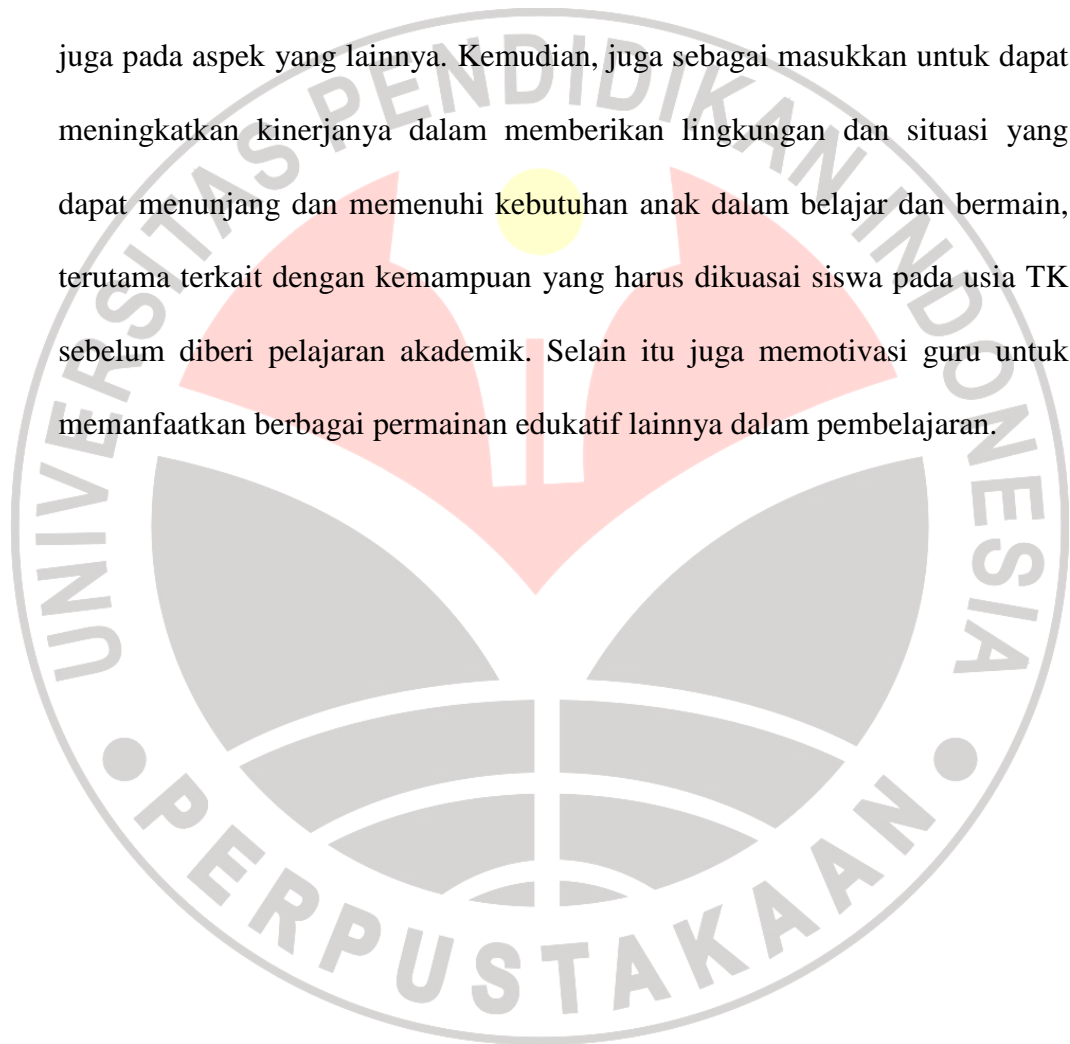 juga pada aspek yang lainnya. Kemudian, juga sebagai masukkan untuk dapat
meningkatkan kinerjanya dalam memberikan lingkungan dan situasi yang
dapat menunjang dan memenuhi kebutuhan anak dalam belajar dan bermain,
terutama terkait dengan kemampuan yang harus dikuasai siswa pada usia TK
sebelum diberi pelajaran akademik. Selain itu juga memotivasi guru untuk
memanfaatkan berbagai permainan edukatif lainnya dalam pembelajaran.
UNIVERSITAS PENDIDIKAN INDONESIA
PERPUSTAKAAN